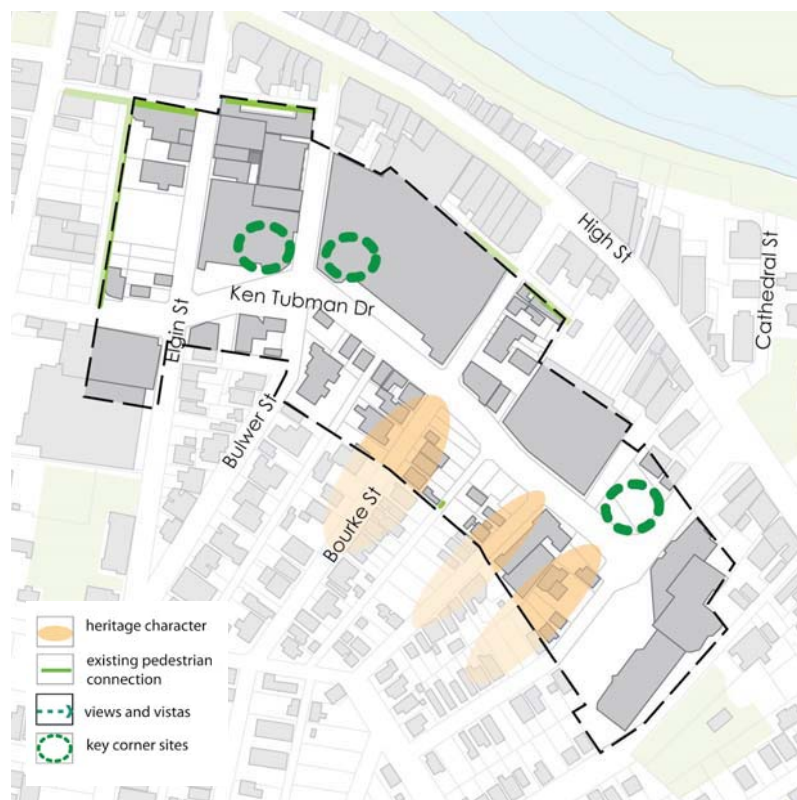 High St
Cathedral St
Ken Tubman Dr
Elgin St
Bulwer St
Bourke St
heritage character
existing pedestrian
connection
views and vistas
key corner sites